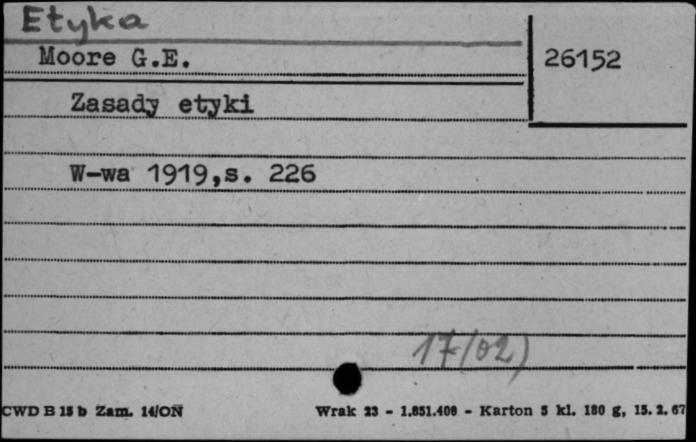 Etyka
Moore G.E.
26152
Zasady etyki
W-wa 1919,s. 226
17/(02)
CWD B 15 b Zam. 14/ON
Wrak 23 - 1.851.400 - Karton 5 kl. 180 g, 15.2.67